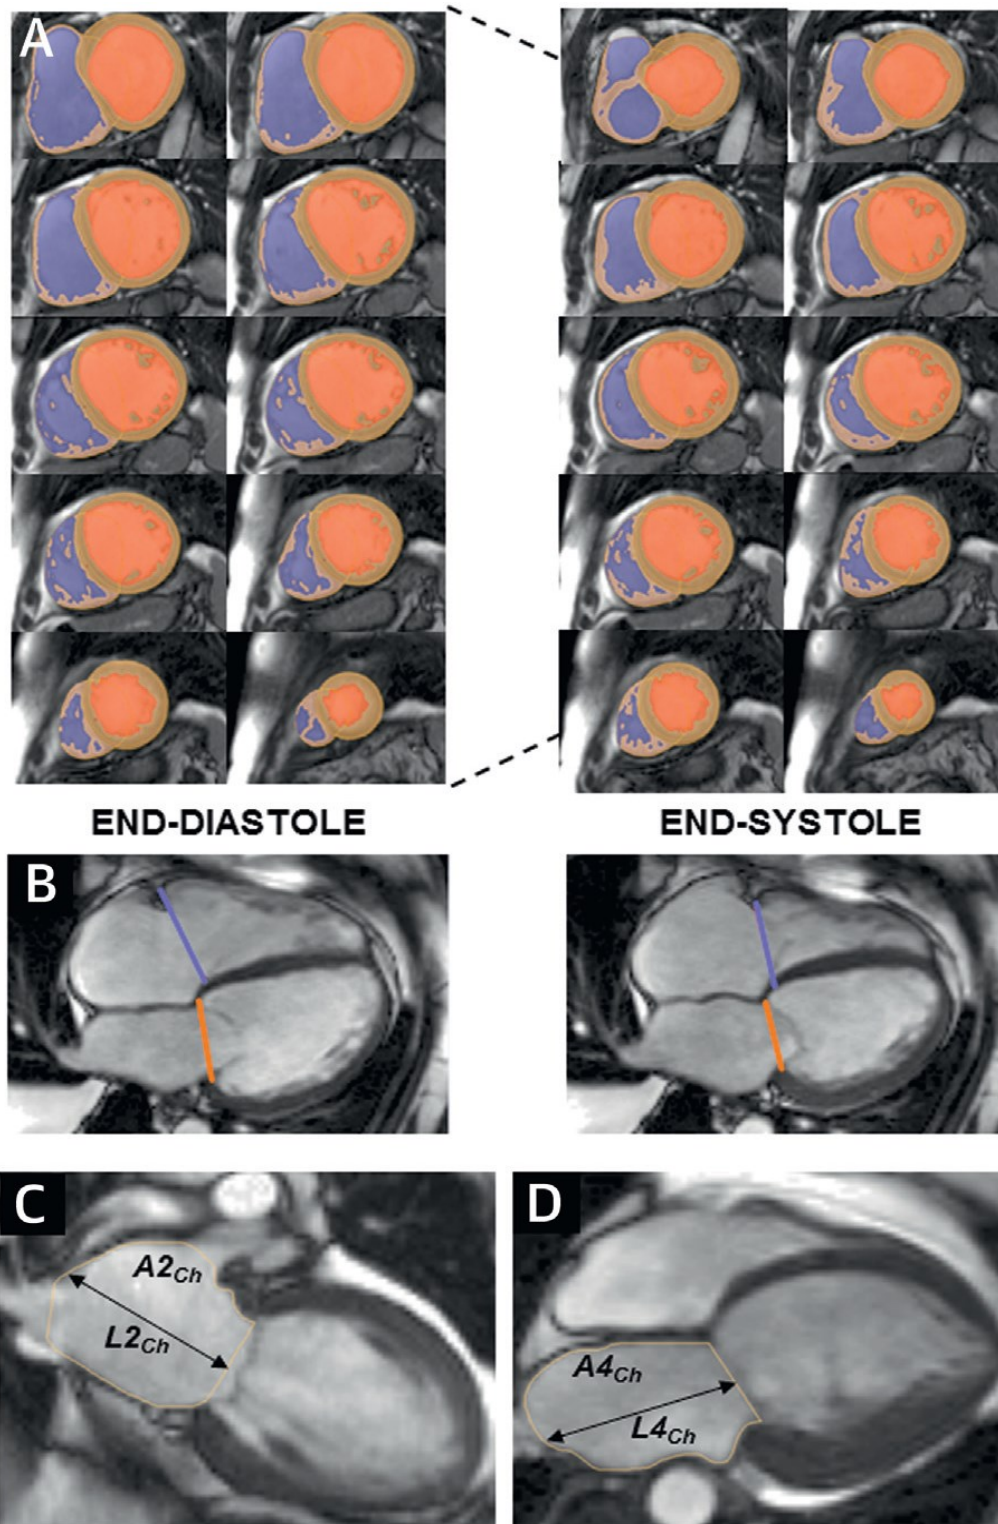 A
END-DIASTOLE
END-SYSTOLE
B
C
A2Ch
L2Ch
D
A4Ch
L4Ch